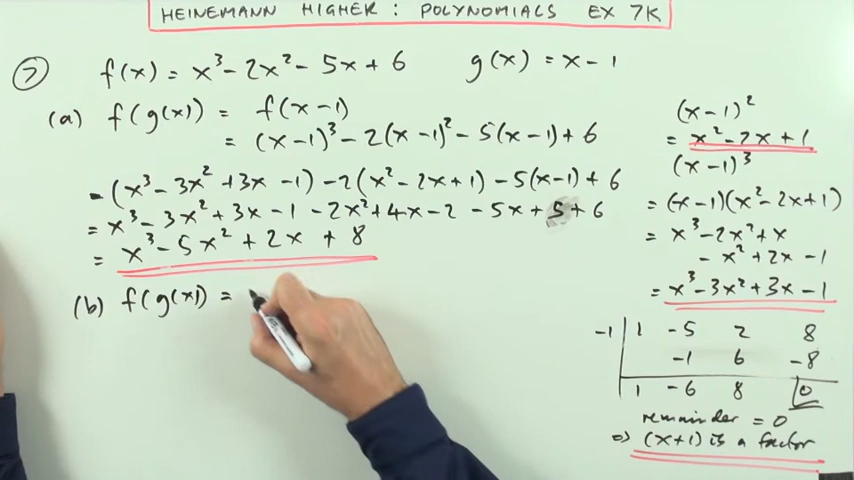 HEINEMANN HIGHER : POLYNOMIALS EX 7K
⑦ f(x) = x³ - 2x² - 5x + 6 g(x) = x - 1
(a) f(g(x)) = f(x-1)
= (x-1)³ - 2(x-1)² - 5(x-1) + 6
= (x³ - 3x² + 3x - 1) - 2(x² - 2x + 1) - 5(x-1) + 6
= x³ - 3x² + 3x - 1 - 2x² + 4x - 2 - 5x + 5 + 6
= x³ - 5x² + 2x + 8
(b) f(g(x)) =
(x-1)²
= x² - 2x + 1
(x-1)³
= (x-1)(x² - 2x + 1)
= x³ - 2x² + x
- x² + 2x - 1
= x³ - 3x² + 3x - 1
-1 | 1 -5 2 8
-1 6 -8
1 -6 8 0
remainder = 0
⇒ (x+1) is a factor